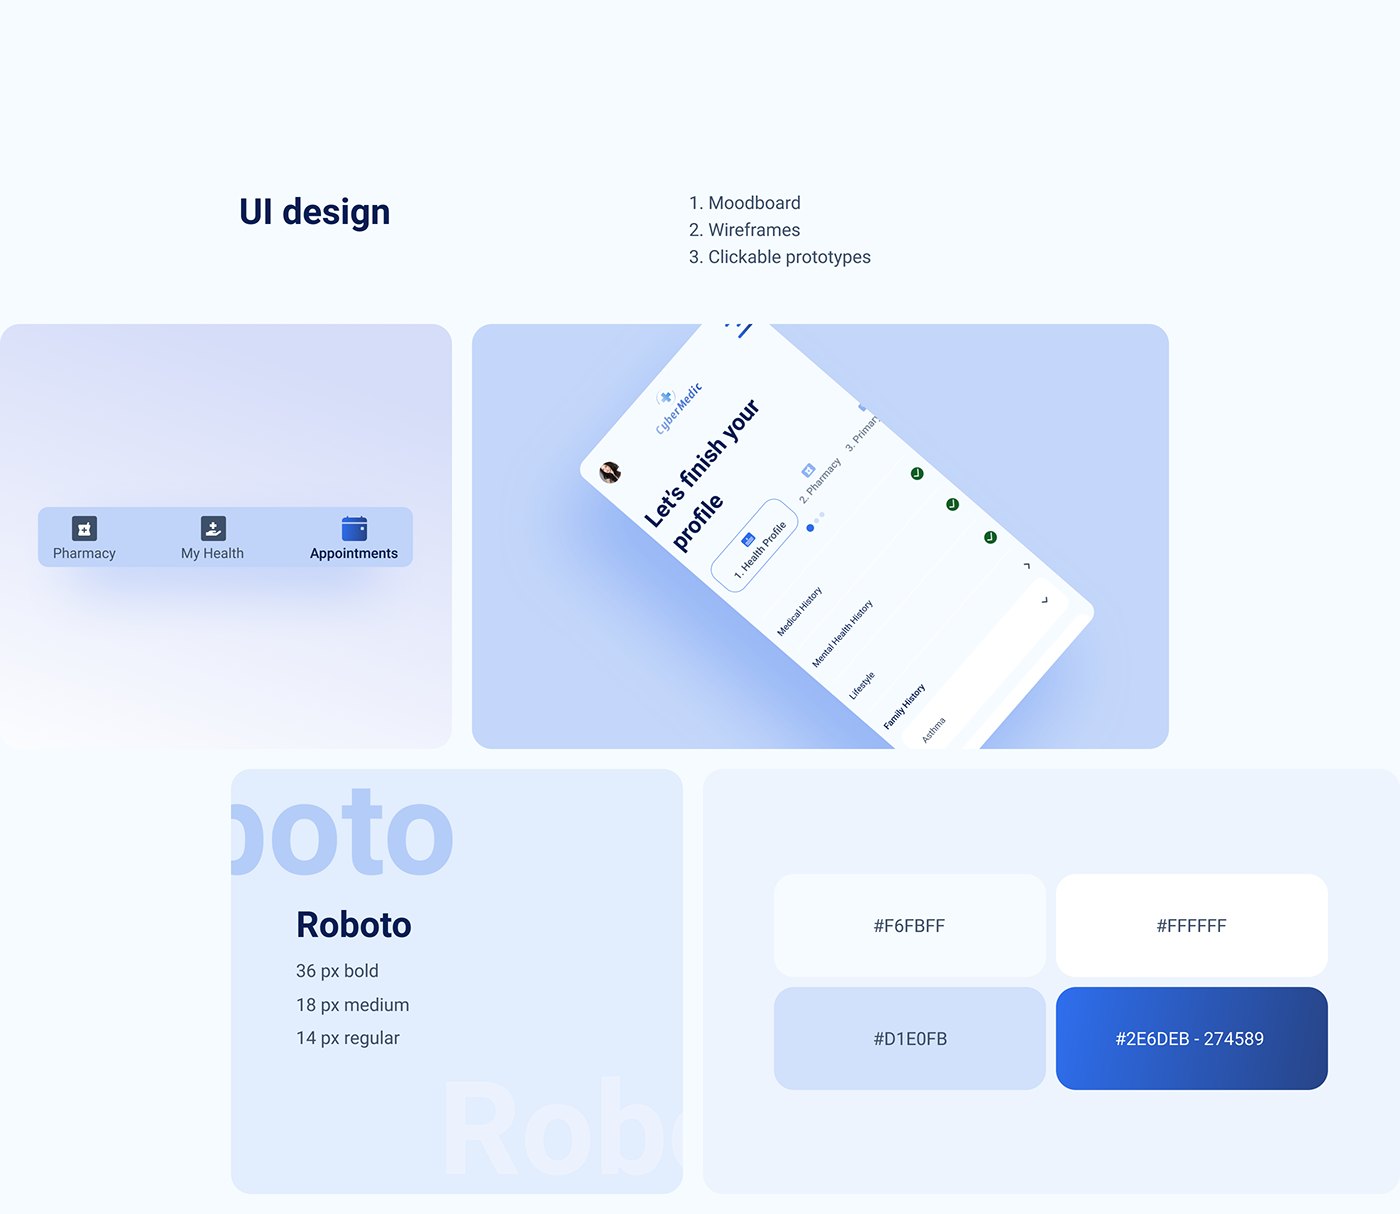 UI design
1. Moodboard
2. Wireframes
3. Clickable prototypes
Pharmacy
My Health
Appointments
CyberMedic
Let's finish your
profile
1. Health Profile
2. Pharmacy
3. Primary
Medical History
Mental Health History
Lifestyle
Family History
Asthma
boto
Roboto
36 px bold
18 px medium
14 px regular
Robo
#F6FBFF
#FFFFFF
#D1E0FB
#2E6DEB - 274589